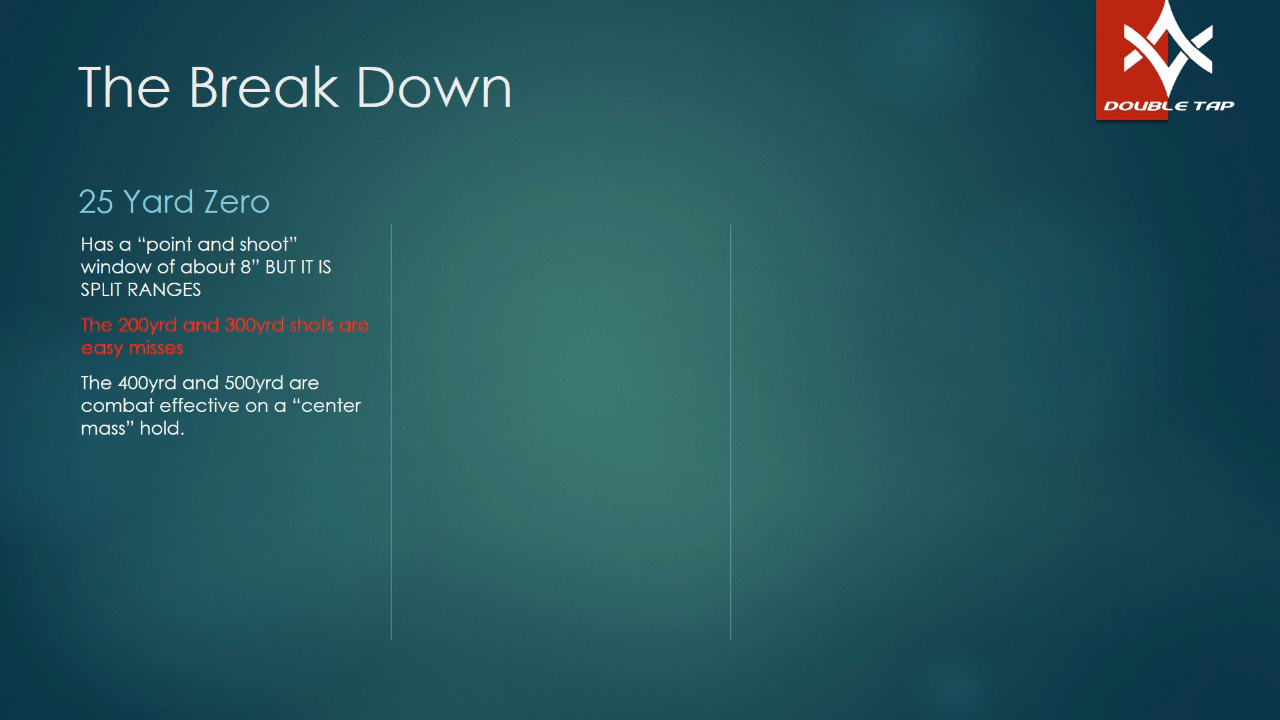 The Break Down
DOUBLE TAP
25 Yard Zero
Has a “point and shoot”
window of about 8” BUT IT IS
SPLIT RANGES
The 200yrd and 300yrd shots are
easy misses
The 400yrd and 500yrd are
combat effective on a “center
mass” hold.